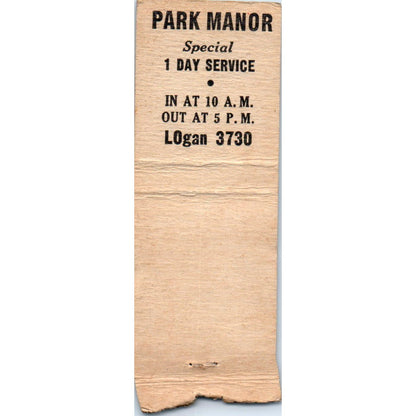 PARK MANOR
Special
1 DAY SERVICE
•
IN AT 10 A. M.
OUT AT 5 P. M.
LOgan 3730